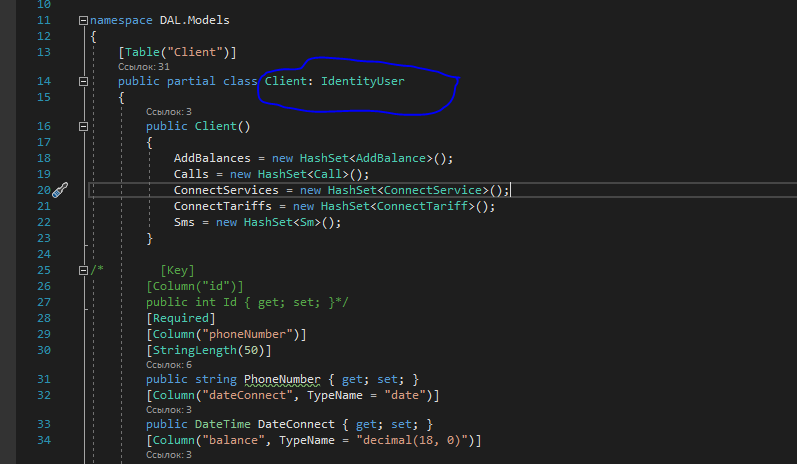 10
11 namespace DAL.Models
12 {
13 [Table("Client")]
Ссылок: 31
14 public partial class Client: IdentityUser
15 {
Ссылок: 3
16 public Client()
17 {
18 AddBalances = new HashSet<AddBalance>();
19 Calls = new HashSet<Call>();
20 ConnectServices = new HashSet<ConnectService>();
21 ConnectTariffs = new HashSet<ConnectTariff>();
22 Sms = new HashSet<Sm>();
23 }
24
25 /* [Key]
26 [Column("id")]
27 public int Id { get; set; }*/
28 [Required]
29 [Column("phoneNumber")]
30 [StringLength(50)]
Ссылок: 6
31 public string PhoneNumber { get; set; }
32 [Column("dateConnect", TypeName = "date")]
Ссылок: 3
33 public DateTime DateConnect { get; set; }
34 [Column("balance", TypeName = "decimal(18, 0)")]
Ссылок: 3